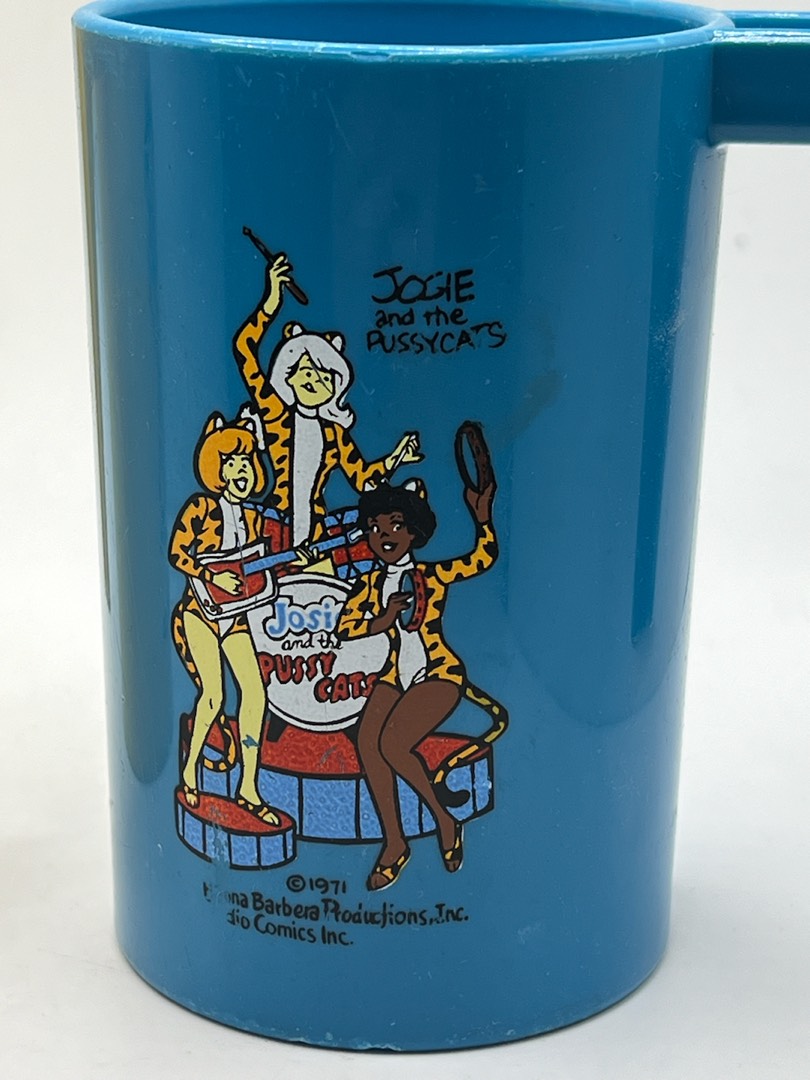 JOSIE
and the
PUSSYCATS
Josi
and the
PUSSY
CATS
©1971
Barbera Productions, Inc.
Comics Inc.